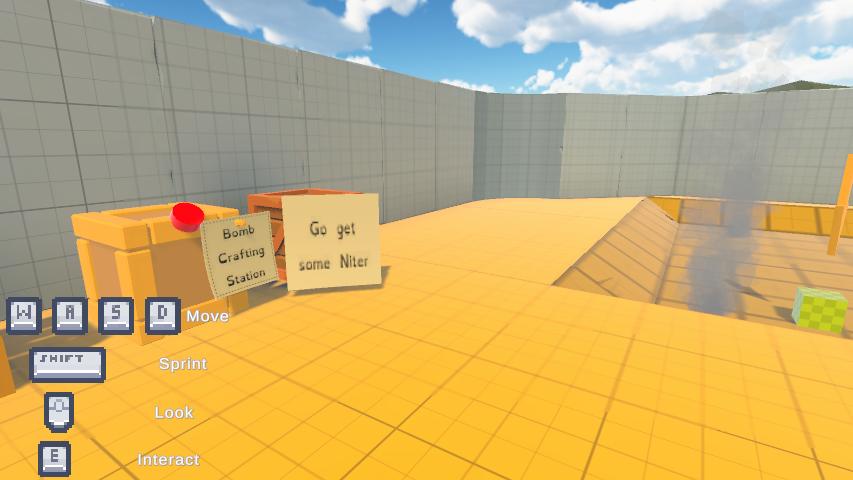 Bomb
Crafting
Station
Go get
some Niter
W A S D Move
SHIFT Sprint
Look
E Interact